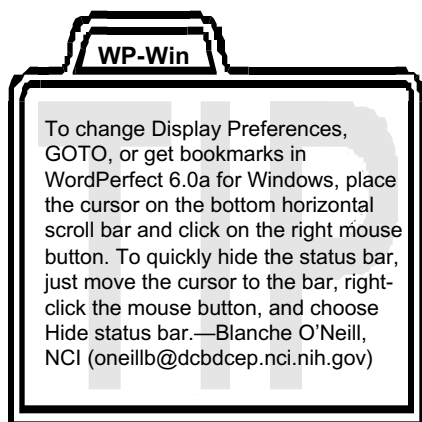 WP-Win
TIP
To change Display Preferences,
GOTO, or get bookmarks in
WordPerfect 6.0a for Windows, place
the cursor on the bottom horizontal
scroll bar and click on the right mouse
button. To quickly hide the status bar,
just move the cursor to the bar, right-
click the mouse button, and choose
Hide status bar.—Blanche O’Neill,
NCI (oneillb@dcbdcep.nci.nih.gov)